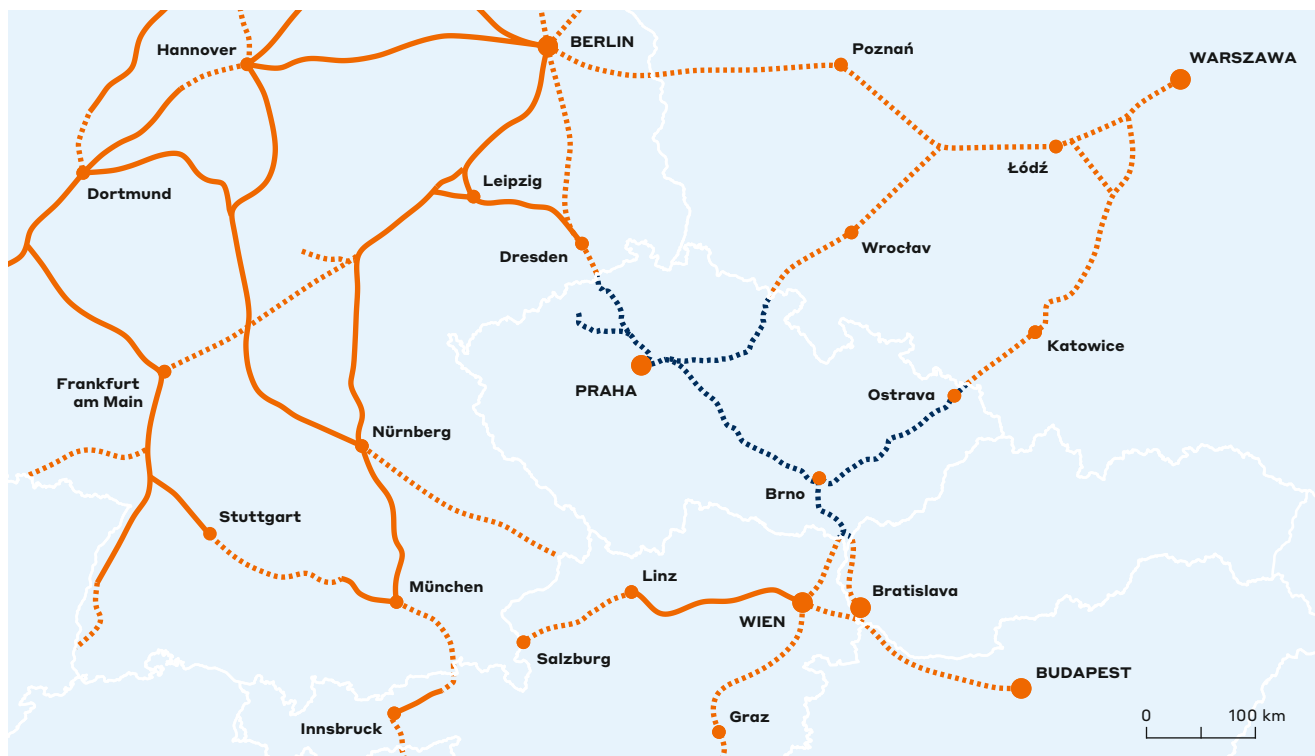 Hannover
BERLIN
Poznań
WARSZAWA
Dortmund
Leipzig
Łódź
Dresden
Wrocłav
Katowice
Frankfurt
am Main
PRAHA
Ostrava
Nürnberg
Brno
Stuttgart
München
Linz
WIEN
Bratislava
Salzburg
BUDAPEST
Innsbruck
Graz
0 100 km